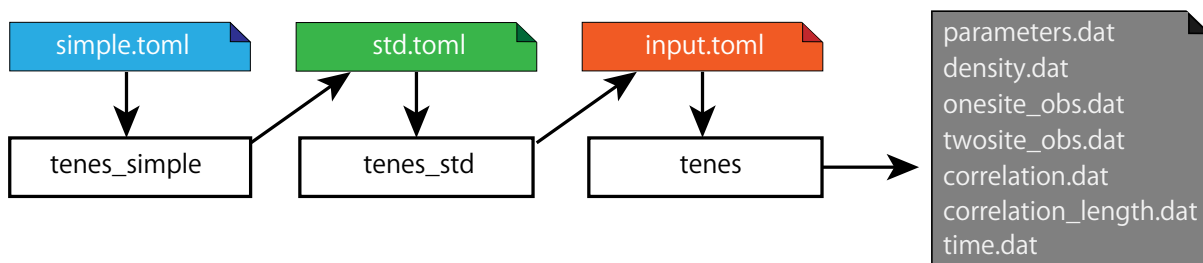 simple.toml
std.toml
input.toml
tenes_simple
tenes_std
tenes
parameters.dat
density.dat
onesite_obs.dat
twosite_obs.dat
correlation.dat
correlation_length.dat
time.dat